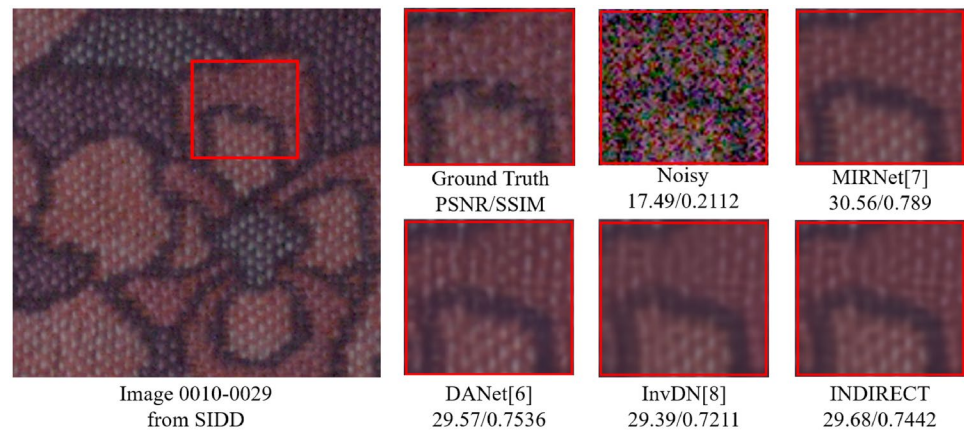 Ground Truth
PSNR/SSIM
Noisy
17.49/0.2112
MIRNet[7]
30.56/0.789
Image 0010-0029
from SIDD
DANet[6]
29.57/0.7536
InvDN[8]
29.39/0.7211
INDIRECT
29.68/0.7442